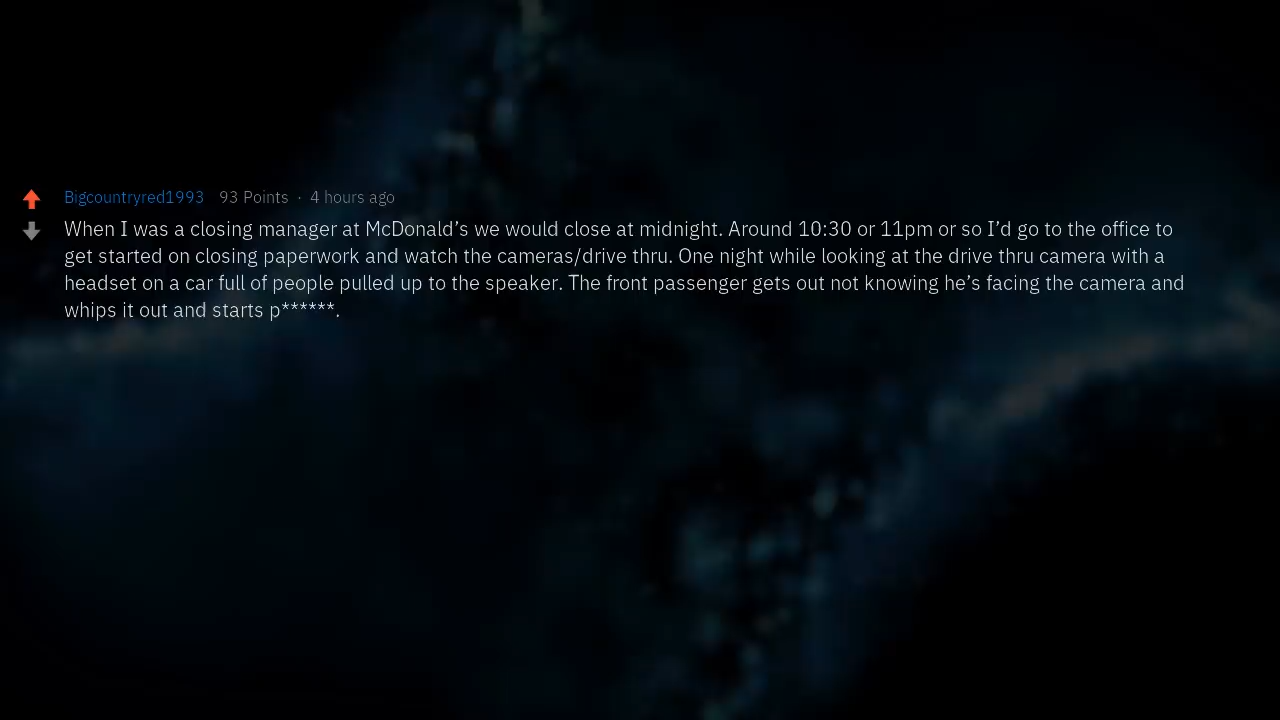 Bigcountryred1993 93 Points · 4 hours ago
When I was a closing manager at McDonald’s we would close at midnight. Around 10:30 or 11pm or so I’d go to the office to
get started on closing paperwork and watch the cameras/drive thru. One night while looking at the drive thru camera with a
headset on a car full of people pulled up to the speaker. The front passenger gets out not knowing he’s facing the camera and
whips it out and starts p******.